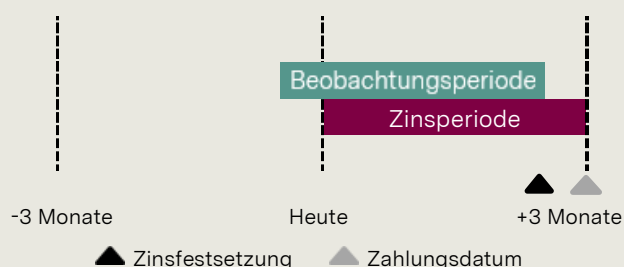 Beobachtungsperiode
Zinsperiode
-3 Monate Heute +3 Monate
Zinsfestsetzung Zahlungsdatum